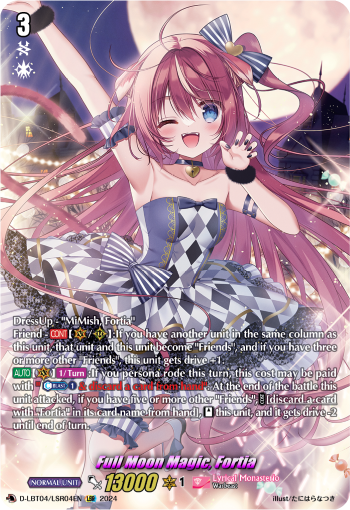 3
DressUp - "MiMish, Fortia"
Friend - CONT【 / 】:If you have another unit in the same column as
this unit, that unit and this unit become "Friends", and if you have three
or more other "Friends", this unit gets drive +1.
AUTO【 】1/Turn:If you persona rode this turn, this cost may be paid
with " & discard a card from hand". At the end of the battle this
unit attacked, if you have five or more other "Friends", [discard a card
with "Fortia" in its card name from hand], this unit, and it gets drive -2
until end of turn.
Full Moon Magic, Fortia
NORMAL UNIT
13000
1
Lyrical Monasterio
D-LBT04/LSR04EN 2024
illust/たにはらなつき